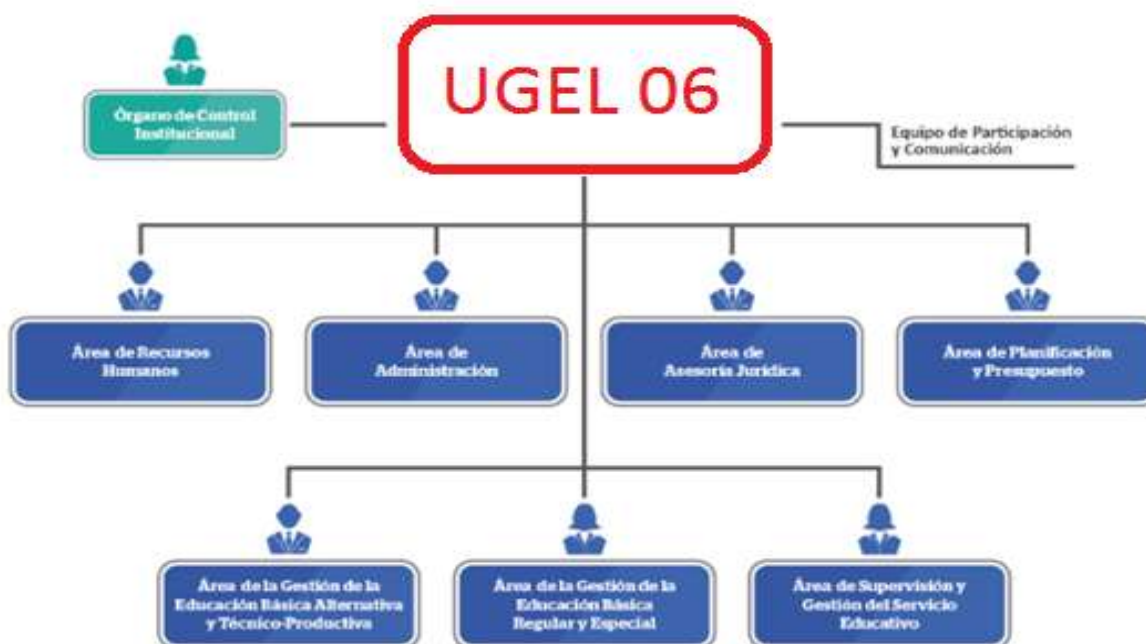 UGEL 06
Órgano de Control
Institucional
Equipo de Participación
y Comunicación
Área de Recursos
Humanos
Área de
Administración
Área de
Asesoría Jurídica
Área de Planificación
y Presupuesto
Área de la Gestión de la
Educación Básica Alternativa
y Técnico-Productiva
Área de la Gestión de la
Educación Básica
Regular y Especial
Área de Supervisión y
Gestión del Servicio
Educativo